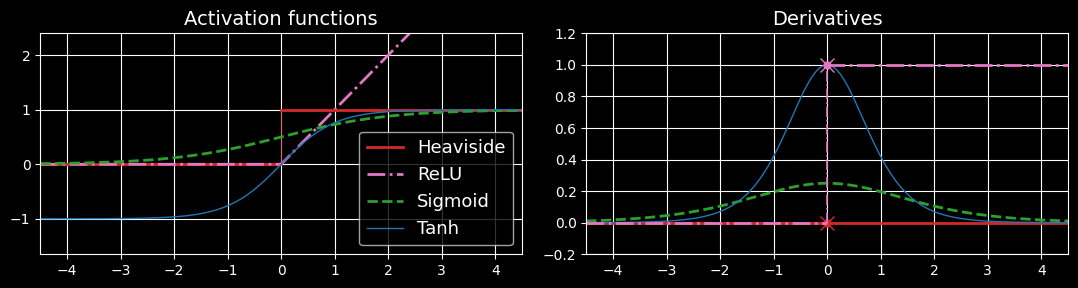 Activation functions
2
1
0
−1
−4 −3 −2 −1 0 1 2 3 4
Heaviside
ReLU
Sigmoid
Tanh
Derivatives
1.2
1.0
0.8
0.6
0.4
0.2
0.0
−0.2
−4 −3 −2 −1 0 1 2 3 4